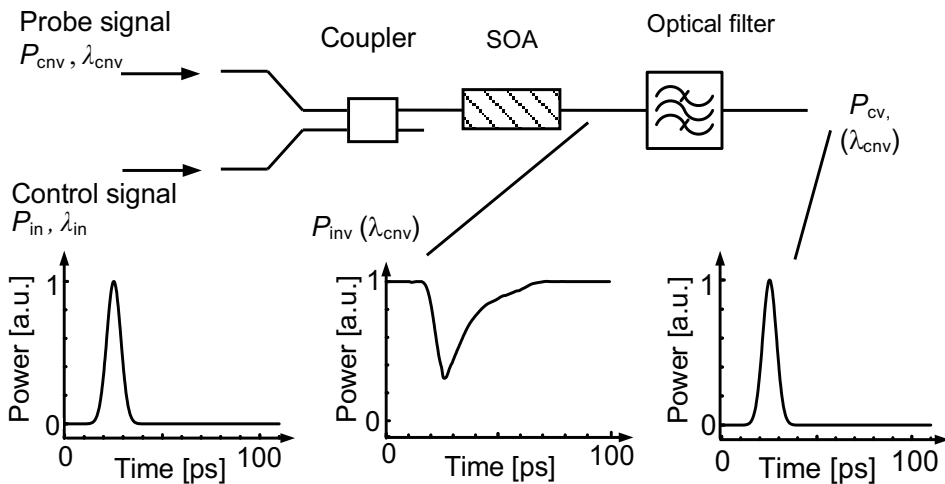 Probe signal
P_cnv , λ_cnv
Coupler
SOA
Optical filter
P_cv,
(λ_cnv)
Control signal
P_in , λ_in
P_inv (λ_cnv)
Power [a.u.]
1
0
0
100
Time [ps]
Power [a.u.]
1
0
0
100
Time [ps]
Power [a.u.]
1
0
0
100
Time [ps]